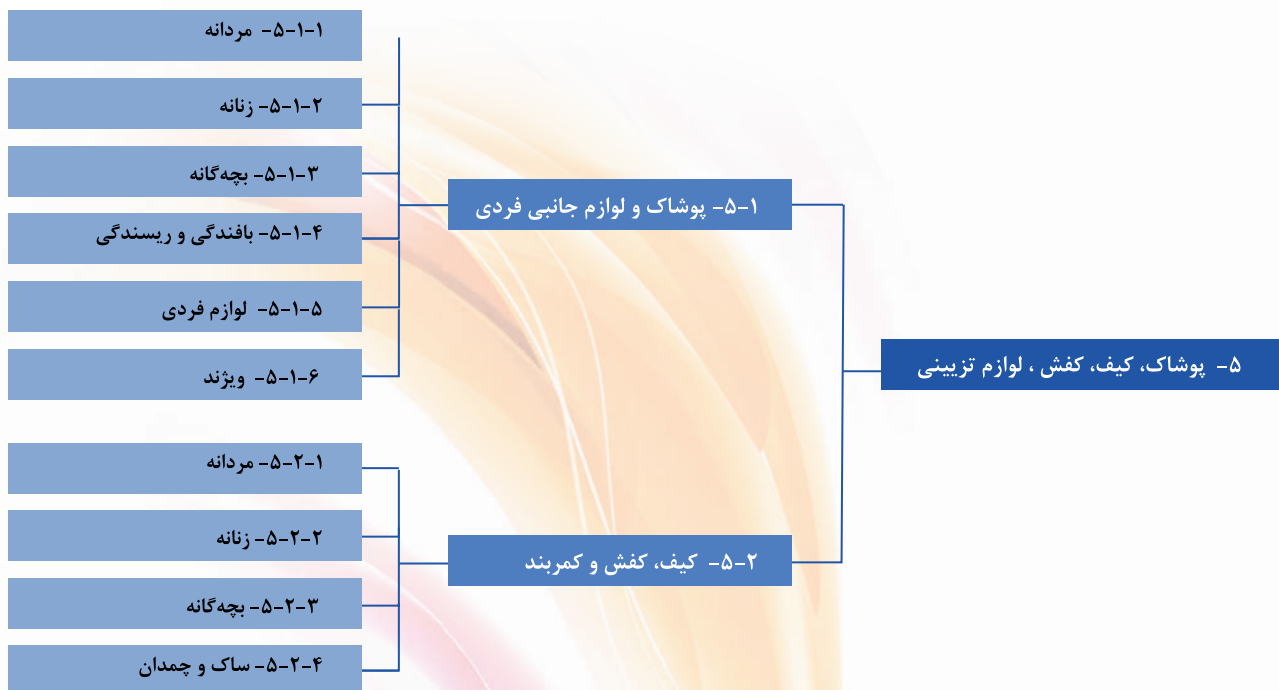 ۵- پوشاک، کیف، کفش ، لوازم تزیینی
۵-۱- پوشاک و لوازم جانبی فردی
۵-۱-۱- مردانه
۵-۱-۲- زنانه
۵-۱-۳- بچه‌گانه
۵-۱-۴- بافندگی و ریسندگی
۵-۱-۵- لوازم فردی
۵-۱-۶- ویژند
۵-۲- کیف، کفش و کمربند
۵-۲-۱- مردانه
۵-۲-۲- زنانه
۵-۲-۳- بچه‌گانه
۵-۲-۴- ساک و چمدان